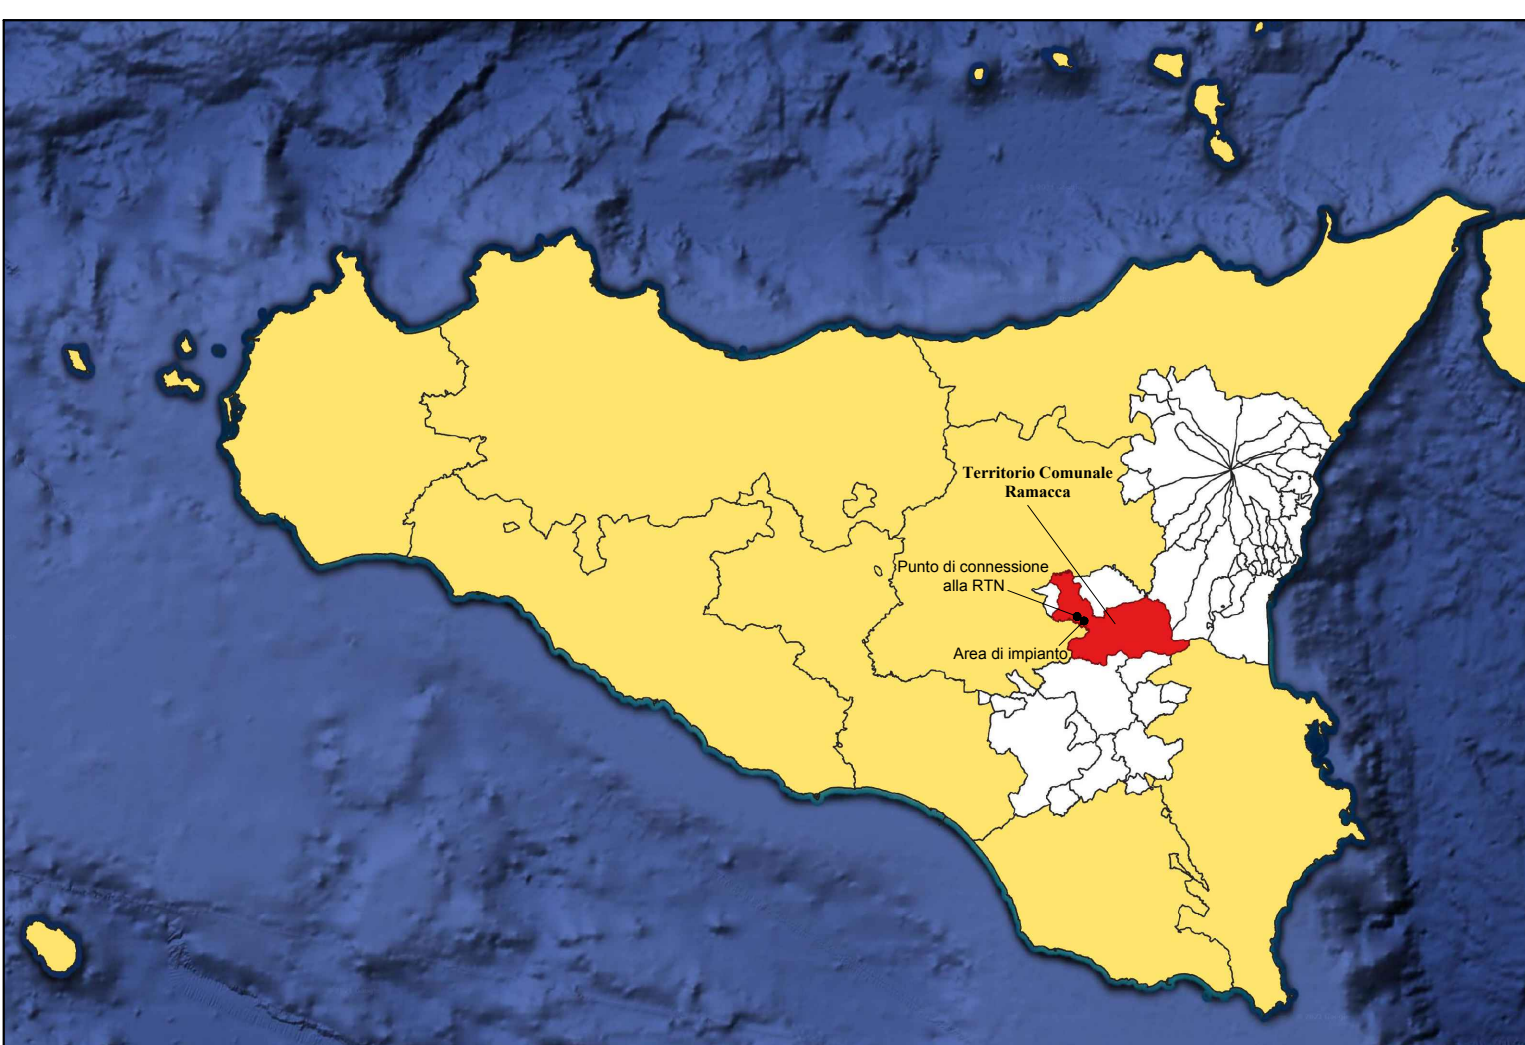 Territorio Comunale
Ramacca
Punto di connessione
alla RTN
Area di impianto